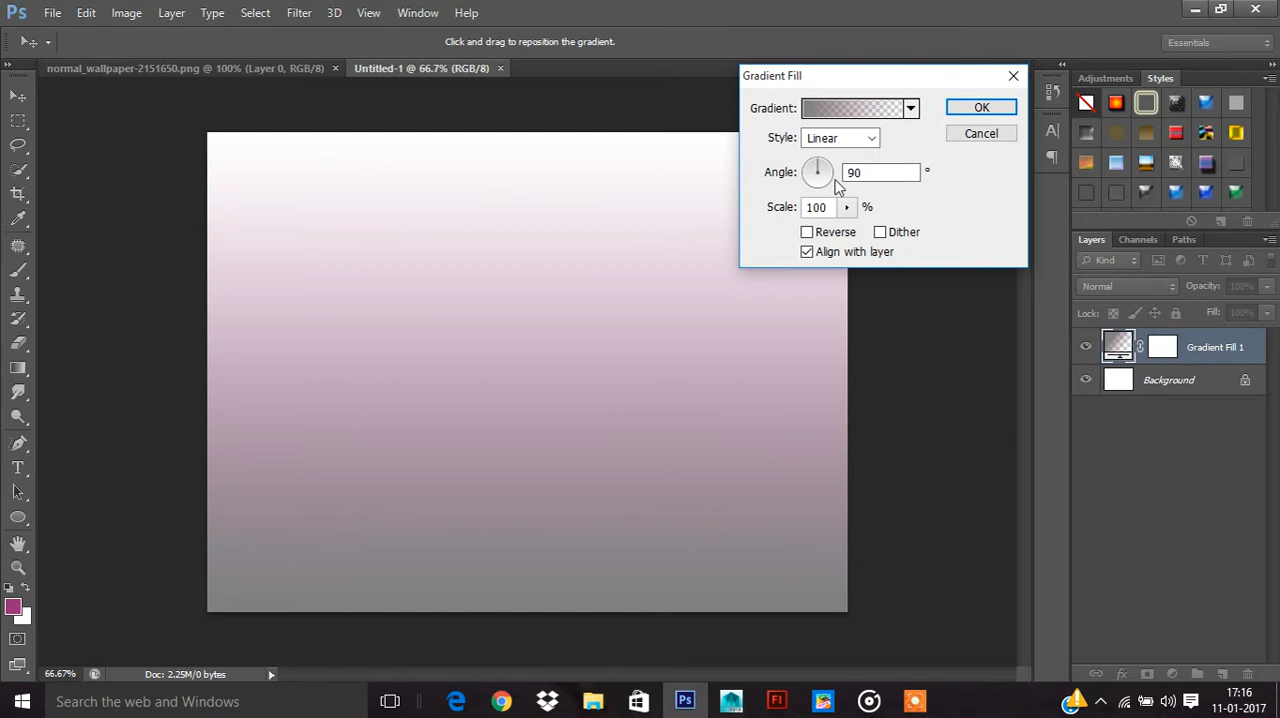 Ps File Edit Image Layer Type Select Filter 3D View Window Help
Click and drag to reposition the gradient.
Essentials
normal_wallpaper-2151650.png @ 100% (Layer 0, RGB/8) × Untitled-1 @ 66.7% (RGB/8) ×
Gradient Fill
Gradient:
OK
Style: Linear
Cancel
Angle: 90 °
Scale: 100 %
Reverse Dither
Align with layer
Adjustments Styles
Layers Channels Paths
Kind
Normal Opacity: 100%
Lock: Fill: 100%
Gradient Fill 1
Background
66.67% Doc: 2.25M/0 bytes
Search the web and Windows
17:16
11-01-2017